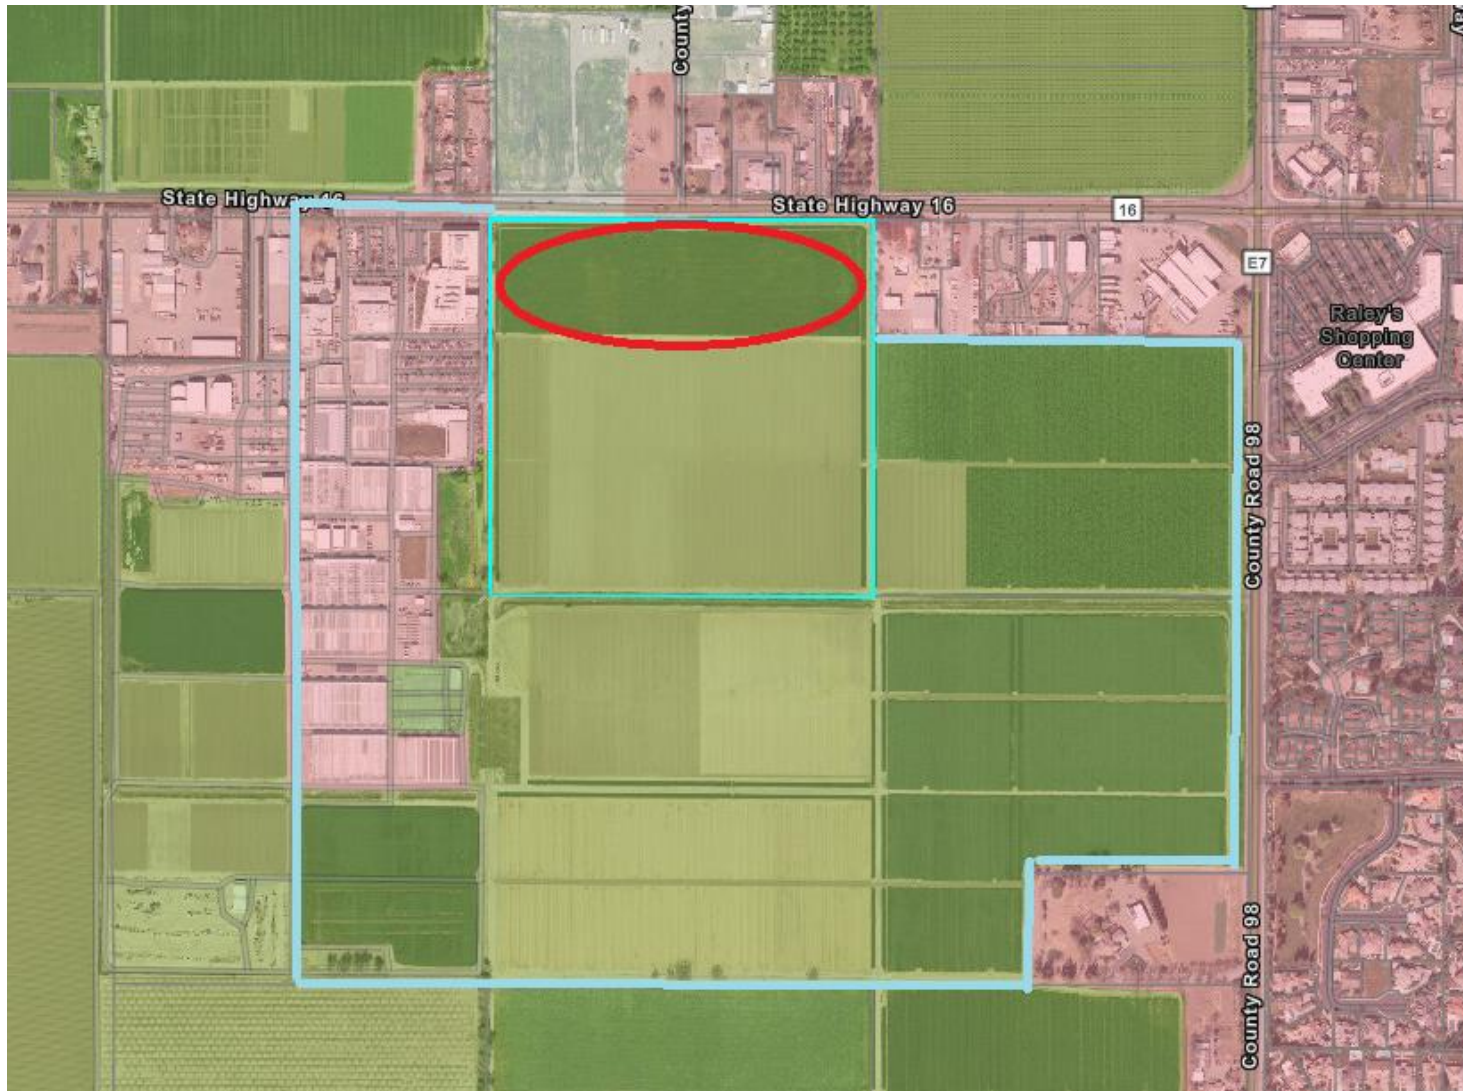 County
State Highway 16
State Highway 16
16
E7
Raley's
Shopping
Center
County Road 98
County Road 98